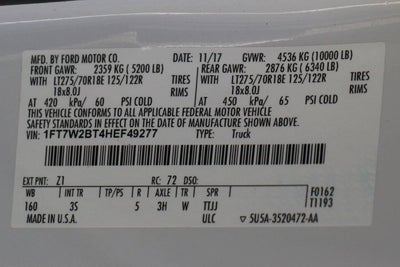 MFD. BY FORD MOTOR CO.
DATE: 11/17 GVWR: 4536 KG (10000 LB)
FRONT GAWR: 2359 KG (5200 LB) REAR GAWR: 2876 KG (6340 LB)
WITH LT275/70R18E 125/122R TIRES WITH LT275/70R18E 125/122R TIRES
18x8.0J RIMS 18x8.0J RIMS
AT 420 kPa/ 60 PSI COLD AT 450 kPa/ 65 PSI COLD
THIS VEHICLE CONFORMS TO ALL APPLICABLE FEDERAL MOTOR VEHICLE
SAFETY STANDARDS IN EFFECT ON THE DATE OF MANUFACTURE SHOWN ABOVE.
VIN: 1FT7W2BT4HEF49277 TYPE: Truck
EXT PNT: Z1 RC: 72 DSO: F0162
WB INT TR TP/PS R AXLE TR SPR T1193
160 3S 5 3H W TTJJ
MADE IN U.S.A. ULC ▽ 5U5A-3520472-AA